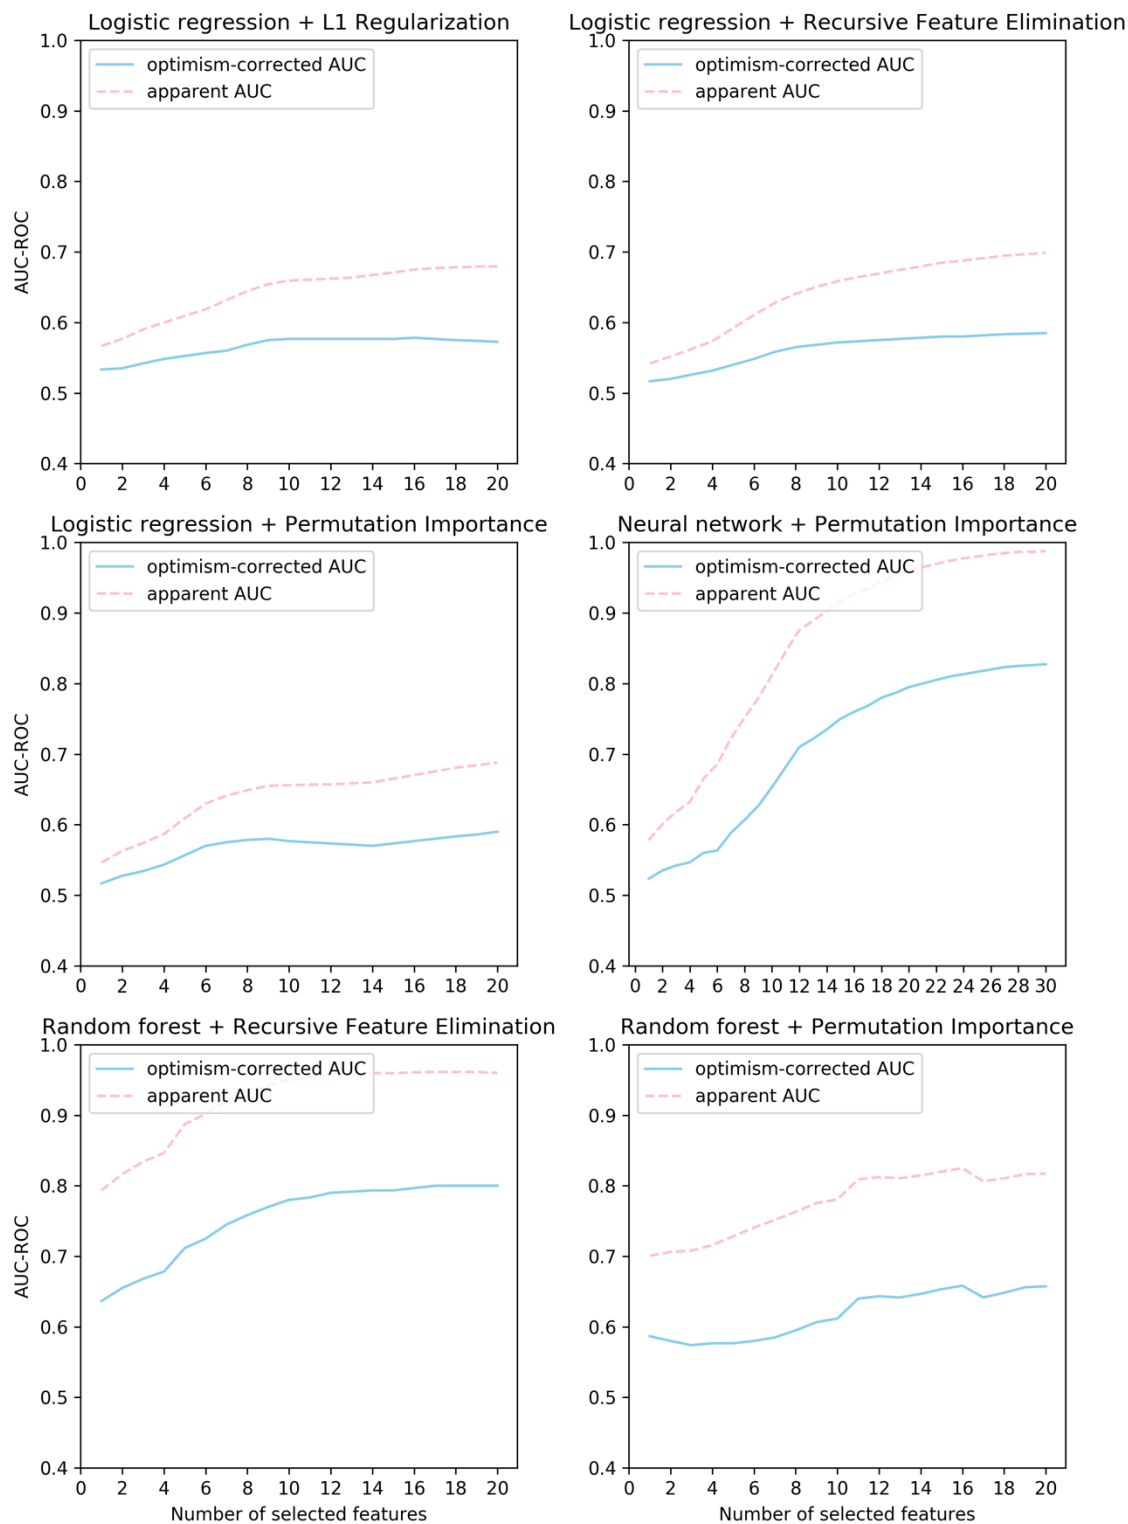 Logistic regression + L1 Regularization
1.0
0.9
0.8
0.7
0.6
0.5
0.4
AUC-ROC
optimism-corrected AUC
apparent AUC
0 2 4 6 8 10 12 14 16 18 20
Logistic regression + Recursive Feature Elimination
1.0
0.9
0.8
0.7
0.6
0.5
0.4
optimism-corrected AUC
apparent AUC
0 2 4 6 8 10 12 14 16 18 20
Logistic regression + Permutation Importance
1.0
0.9
0.8
0.7
0.6
0.5
0.4
AUC-ROC
optimism-corrected AUC
apparent AUC
0 2 4 6 8 10 12 14 16 18 20
Neural network + Permutation Importance
1.0
0.9
0.8
0.7
0.6
0.5
0.4
optimism-corrected AUC
apparent AUC
0 2 4 6 8 10 12 14 16 18 20 22 24 26 28 30
Random forest + Recursive Feature Elimination
1.0
0.9
0.8
0.7
0.6
0.5
0.4
AUC-ROC
optimism-corrected AUC
apparent AUC
0 2 4 6 8 10 12 14 16 18 20
Number of selected features
Random forest + Permutation Importance
1.0
0.9
0.8
0.7
0.6
0.5
0.4
optimism-corrected AUC
apparent AUC
0 2 4 6 8 10 12 14 16 18 20
Number of selected features